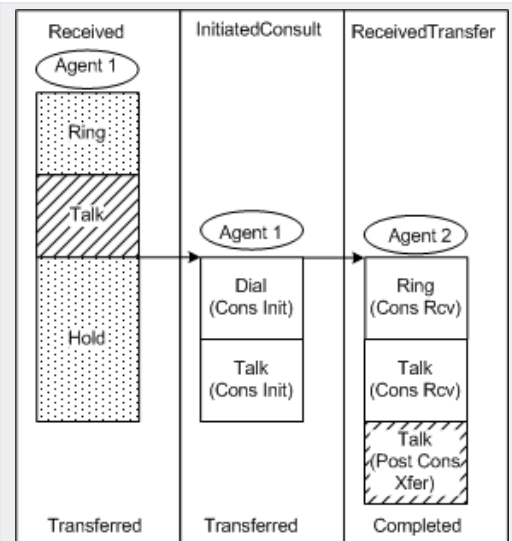 Received
Agent 1
Ring
Talk
Hold
Transferred
InitiatedConsult
Agent 1
Dial
(Cons Init)
Talk
(Cons Init)
Transferred
ReceivedTransfer
Agent 2
Ring
(Cons Rcv)
Talk
(Cons Rcv)
Talk
(Post Cons
Xfer)
Completed